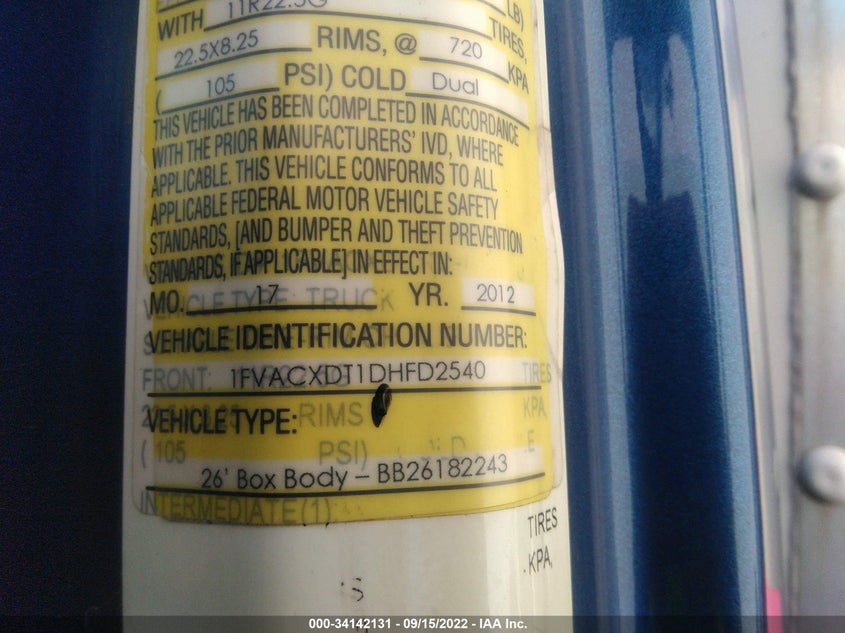 WITH 11R22.5G TIRES,
22.5X8.25 RIMS, @ 720 KPA
( 105 PSI) COLD Dual
THIS VEHICLE HAS BEEN COMPLETED IN ACCORDANCE
WITH THE PRIOR MANUFACTURERS' IVD, WHERE
APPLICABLE. THIS VEHICLE CONFORMS TO ALL
APPLICABLE FEDERAL MOTOR VEHICLE SAFETY
STANDARDS, [AND BUMPER AND THEFT PREVENTION
STANDARDS, IF APPLICABLE] IN EFFECT IN:
MO. 17 YR. 2012
VEHICLE IDENTIFICATION NUMBER:
FRONT: 1FVACXDT1DHFD2540 TIRES
VEHICLE TYPE: RIMS KPA,
( 105 PSI)
26' Box Body – BB26182243
INTERMEDIATE (1)
TIRES
KPA,
000-34142131 - 09/15/2022 - IAA Inc.